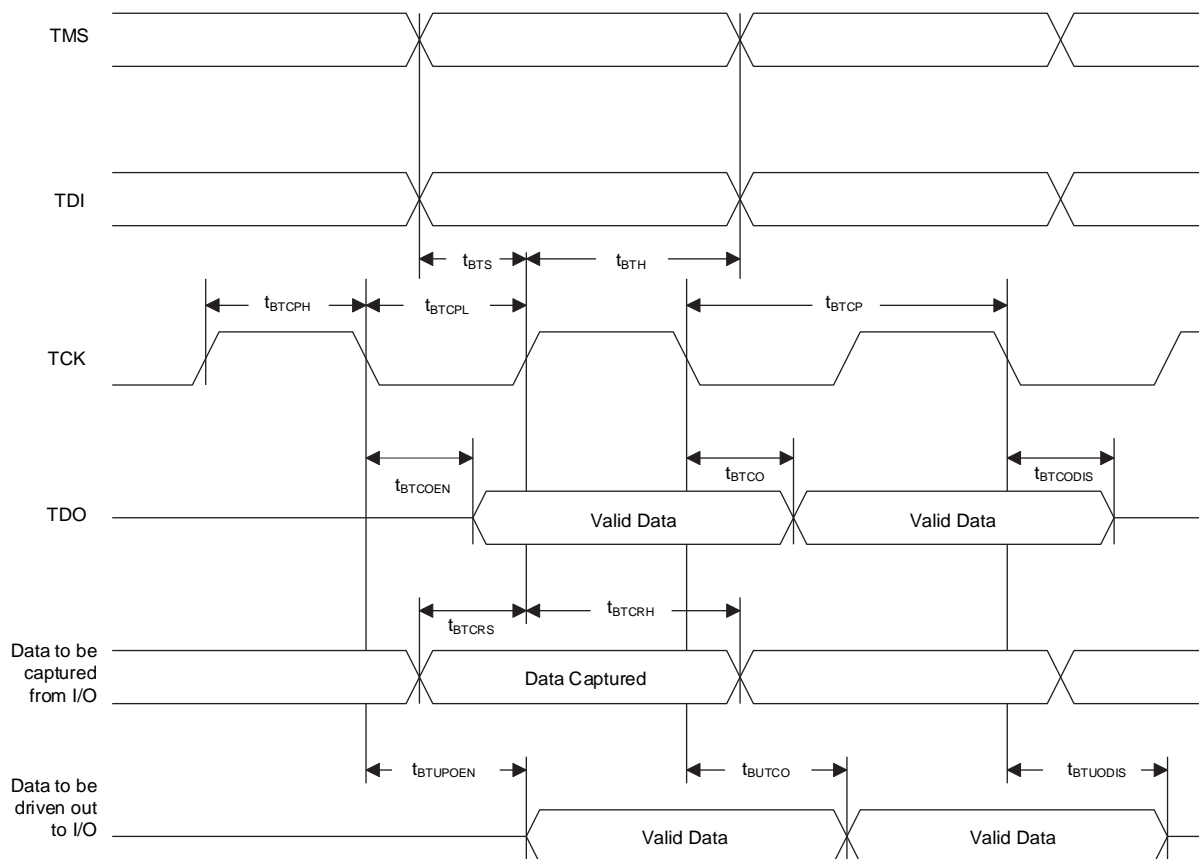 TMS
TDI
tBTS
tBTH
tBTCPH
tBTCPL
tBTCP
TCK
tBTCOEN
tBTCO
tBTCODIS
TDO
Valid Data
Valid Data
tBTCRS
tBTCRH
Data to be
captured
from I/O
Data Captured
tBTUPOEN
tBUTCO
tBTUODIS
Data to be
driven out
to I/O
Valid Data
Valid Data